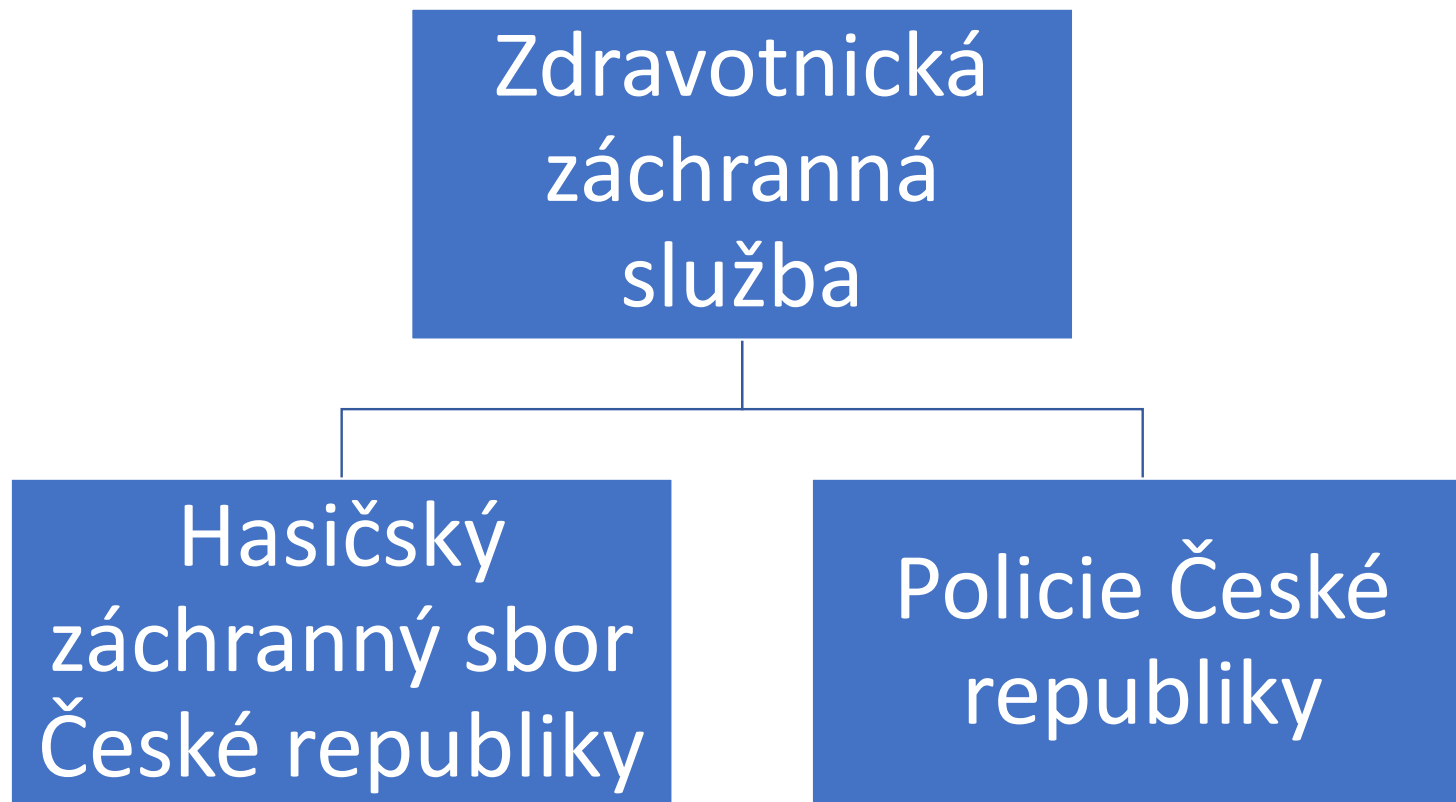 Zdravotnická
záchranná
služba
Hasičský
záchranný sbor
České republiky
Policie České
republiky